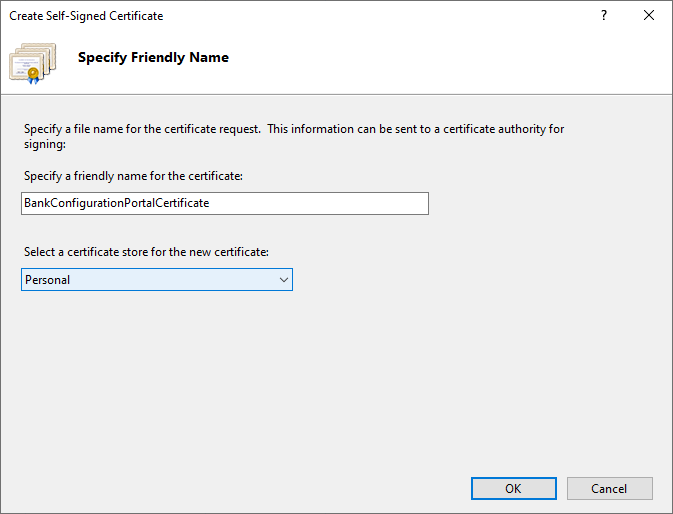 Create Self-Signed Certificate
?
Specify Friendly Name
Specify a file name for the certificate request.  This information can be sent to a certificate authority for
signing:
Specify a friendly name for the certificate:
BankConfigurationPortalCertificate
Select a certificate store for the new certificate:
Personal
OK
Cancel